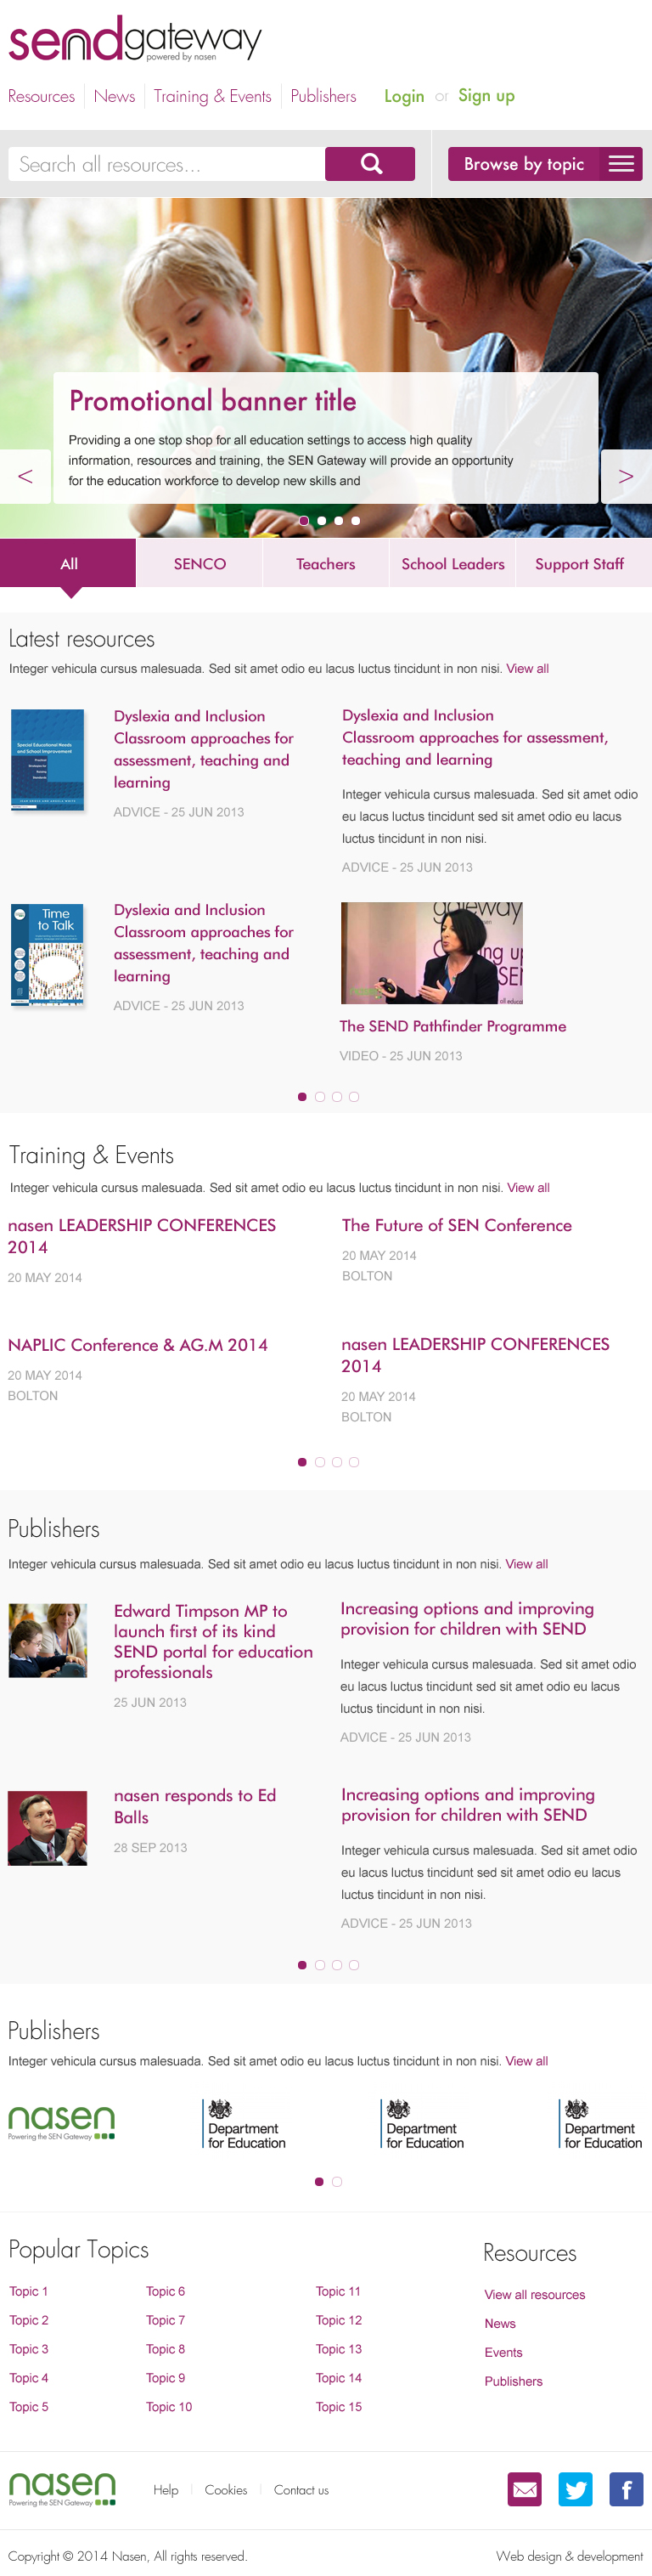 sendgateway
powered by nasen
Resources News Training & Events Publishers Login or Sign up
Search all resources... Browse by topic
Promotional banner title
Providing a one stop shop for all education settings to access high quality
information, resources and training, the SEN Gateway will provide an opportunity
for the education workforce to develop new skills and
< >
All SENCO Teachers School Leaders Support Staff
Latest resources
Integer vehicula cursus malesuada. Sed sit amet odio eu lacus luctus tincidunt in non nisi. View all
Special Educational Needs
and School Improvement
Dyslexia and Inclusion
Classroom approaches for
assessment, teaching and
learning
ADVICE - 25 JUN 2013
Dyslexia and Inclusion
Classroom approaches for assessment,
teaching and learning
Integer vehicula cursus malesuada. Sed sit amet odio
eu lacus luctus tincidunt sed sit amet odio eu lacus
luctus tincidunt in non nisi.
ADVICE - 25 JUN 2013
Time
to Talk
Dyslexia and Inclusion
Classroom approaches for
assessment, teaching and
learning
ADVICE - 25 JUN 2013
gateway
The SEND Pathfinder Programme
VIDEO - 25 JUN 2013
Training & Events
Integer vehicula cursus malesuada. Sed sit amet odio eu lacus luctus tincidunt in non nisi. View all
nasen LEADERSHIP CONFERENCES
2014
20 MAY 2014
The Future of SEN Conference
20 MAY 2014
BOLTON
NAPLIC Conference & AG.M 2014
20 MAY 2014
BOLTON
nasen LEADERSHIP CONFERENCES
2014
20 MAY 2014
BOLTON
Publishers
Integer vehicula cursus malesuada. Sed sit amet odio eu lacus luctus tincidunt in non nisi. View all
Edward Timpson MP to
launch first of its kind
SEND portal for education
professionals
25 JUN 2013
Increasing options and improving
provision for children with SEND
Integer vehicula cursus malesuada. Sed sit amet odio
eu lacus luctus tincidunt sed sit amet odio eu lacus
luctus tincidunt in non nisi.
ADVICE - 25 JUN 2013
nasen responds to Ed
Balls
28 SEP 2013
Increasing options and improving
provision for children with SEND
Integer vehicula cursus malesuada. Sed sit amet odio
eu lacus luctus tincidunt sed sit amet odio eu lacus
luctus tincidunt in non nisi.
ADVICE - 25 JUN 2013
Publishers
Integer vehicula cursus malesuada. Sed sit amet odio eu lacus luctus tincidunt in non nisi. View all
nasen
Powering the SEN Gateway
Department
for Education
Department
for Education
Department
for Education
Popular Topics
Topic 1 Topic 6 Topic 11
Topic 2 Topic 7 Topic 12
Topic 3 Topic 8 Topic 13
Topic 4 Topic 9 Topic 14
Topic 5 Topic 10 Topic 15
Resources
View all resources
News
Events
Publishers
nasen
Powering the SEN Gateway
Help Cookies Contact us
f
Copyright © 2014 Nasen, All rights reserved. Web design & development